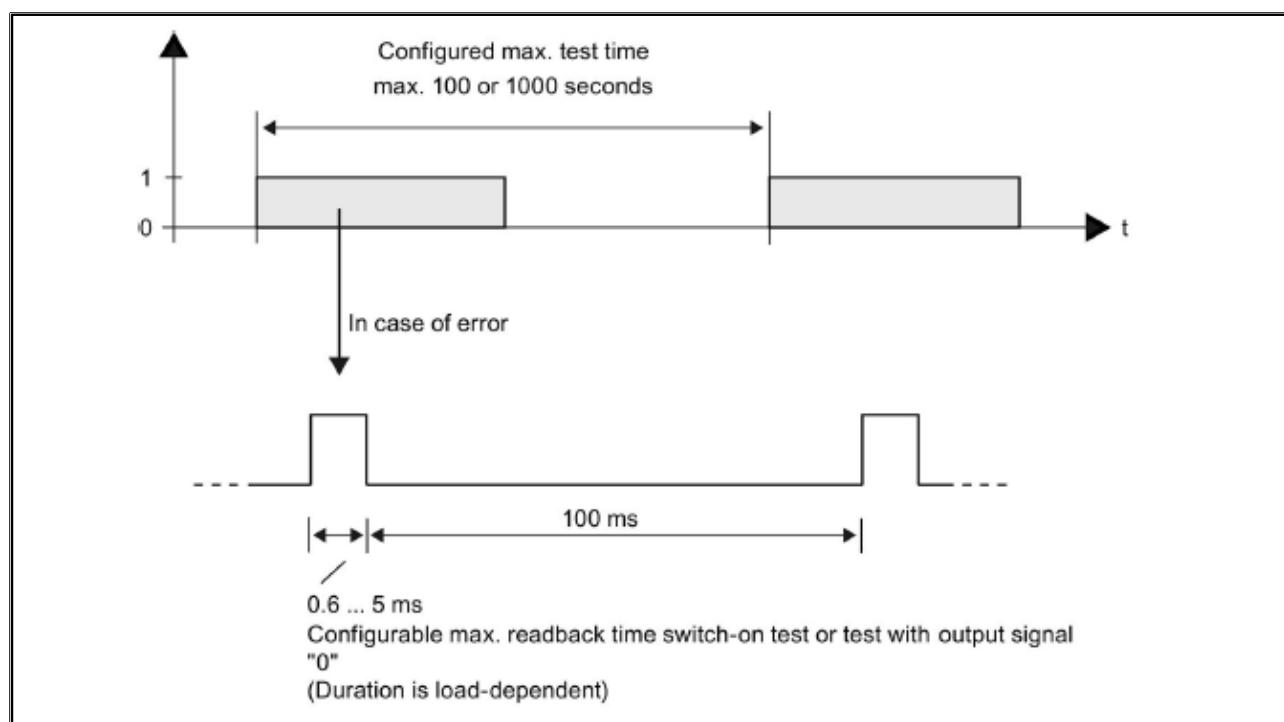 Configured max. test time
max. 100 or 1000 seconds
1
0
t
In case of error
100 ms
0.6 ... 5 ms
Configurable max. readback time switch-on test or test with output signal
"0"
(Duration is load-dependent)